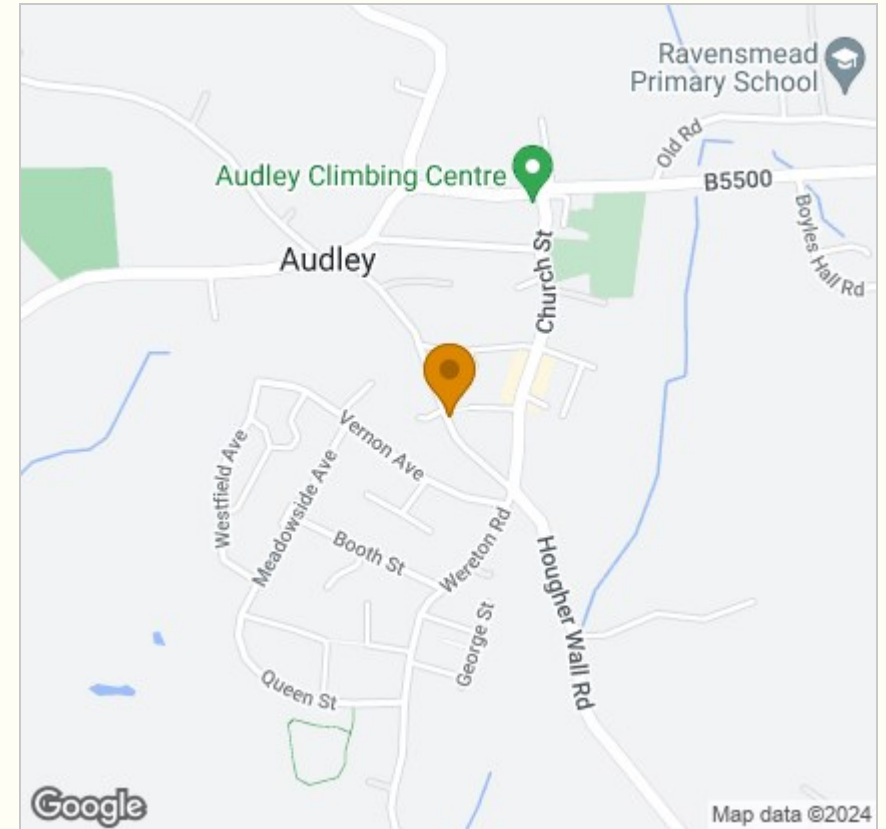 Ravensmead
Primary School
Old Rd
Audley Climbing Centre
B5500
Boyles Hall Rd
Church St
Audley
Vernon Ave
Westfield Ave
Meadowside Ave
Booth St
Wereton Rd
Hougher Wall Rd
George St
Queen St
Google
Map data ©2024